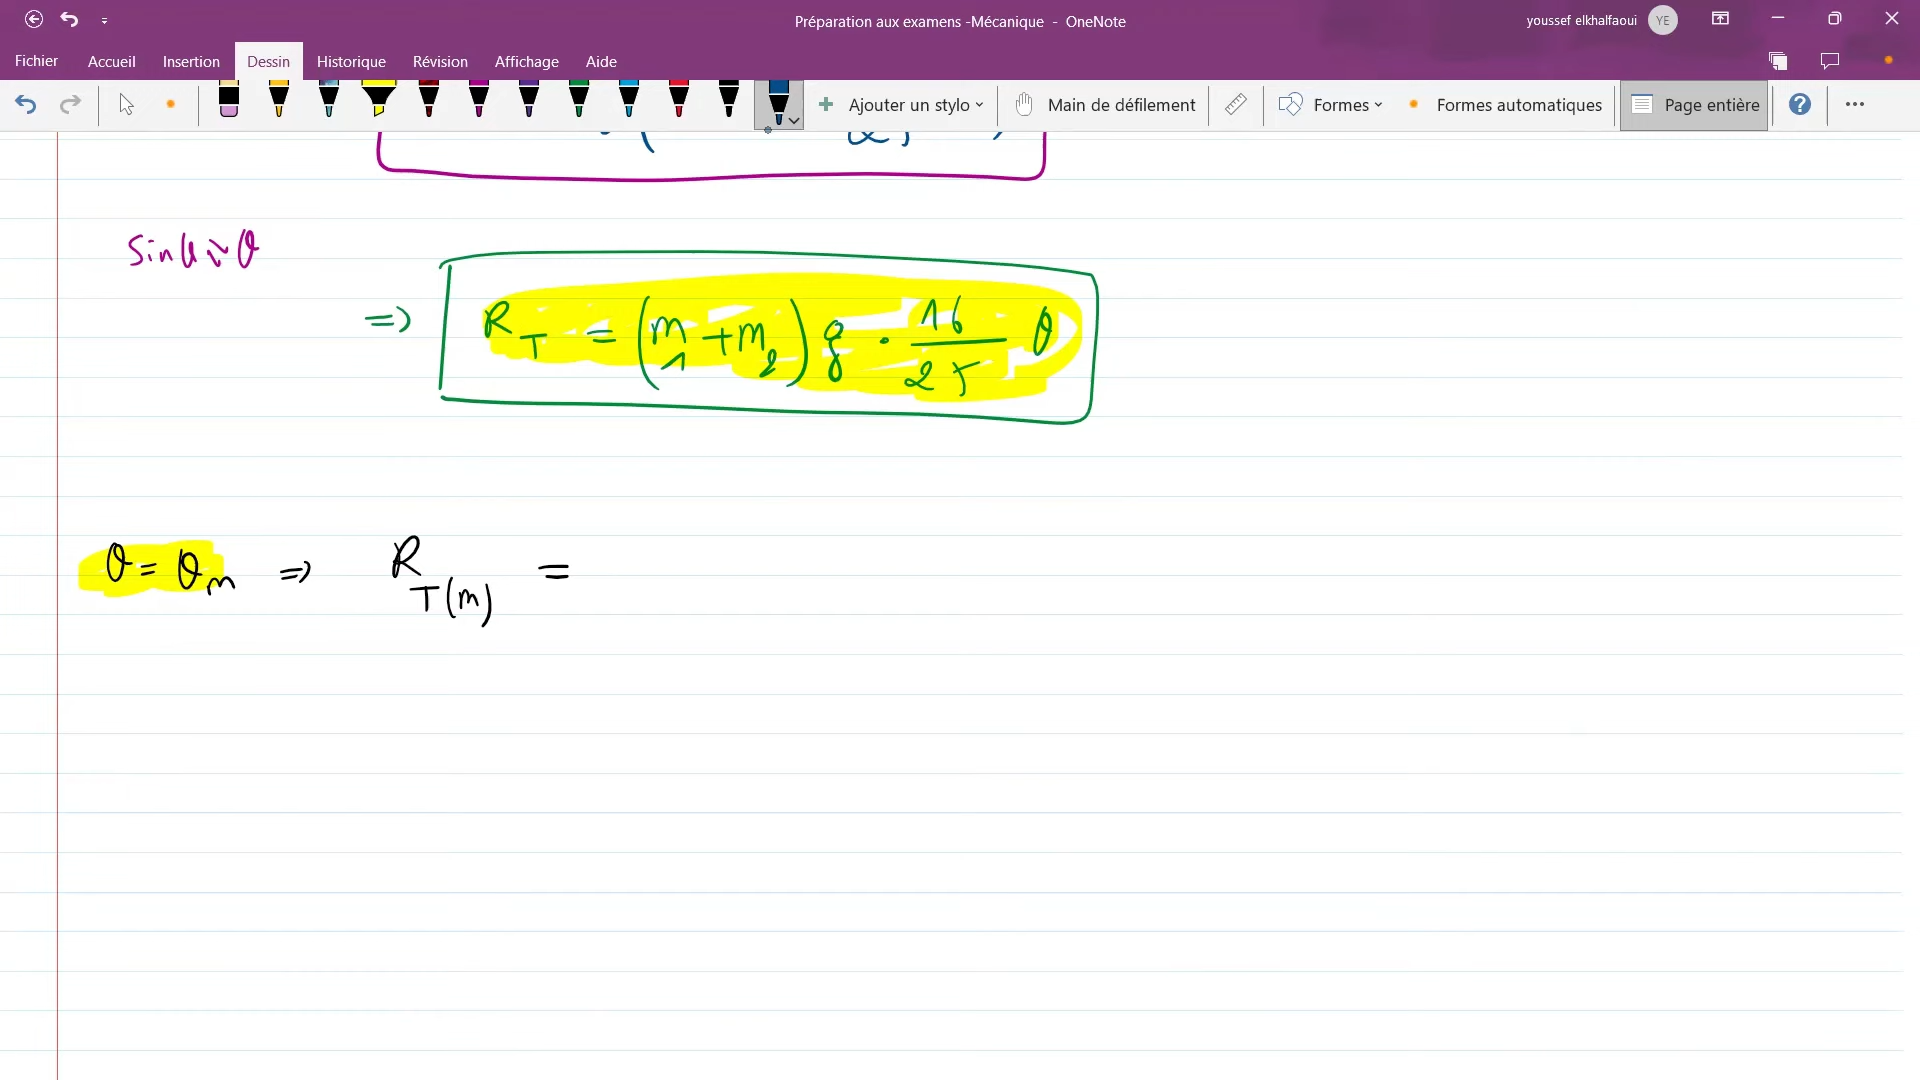 Préparation aux examens -Mécanique - OneNote
youssef elkhalfaoui YE
Fichier Accueil Insertion Dessin Historique Révision Affichage Aide
Ajouter un stylo Main de défilement Formes Formes automatiques Page entière
sin θ ≈ θ
=> R_T = (m_1 + m_2) g · 16/25 θ
θ = θ_m => R_T(m) =